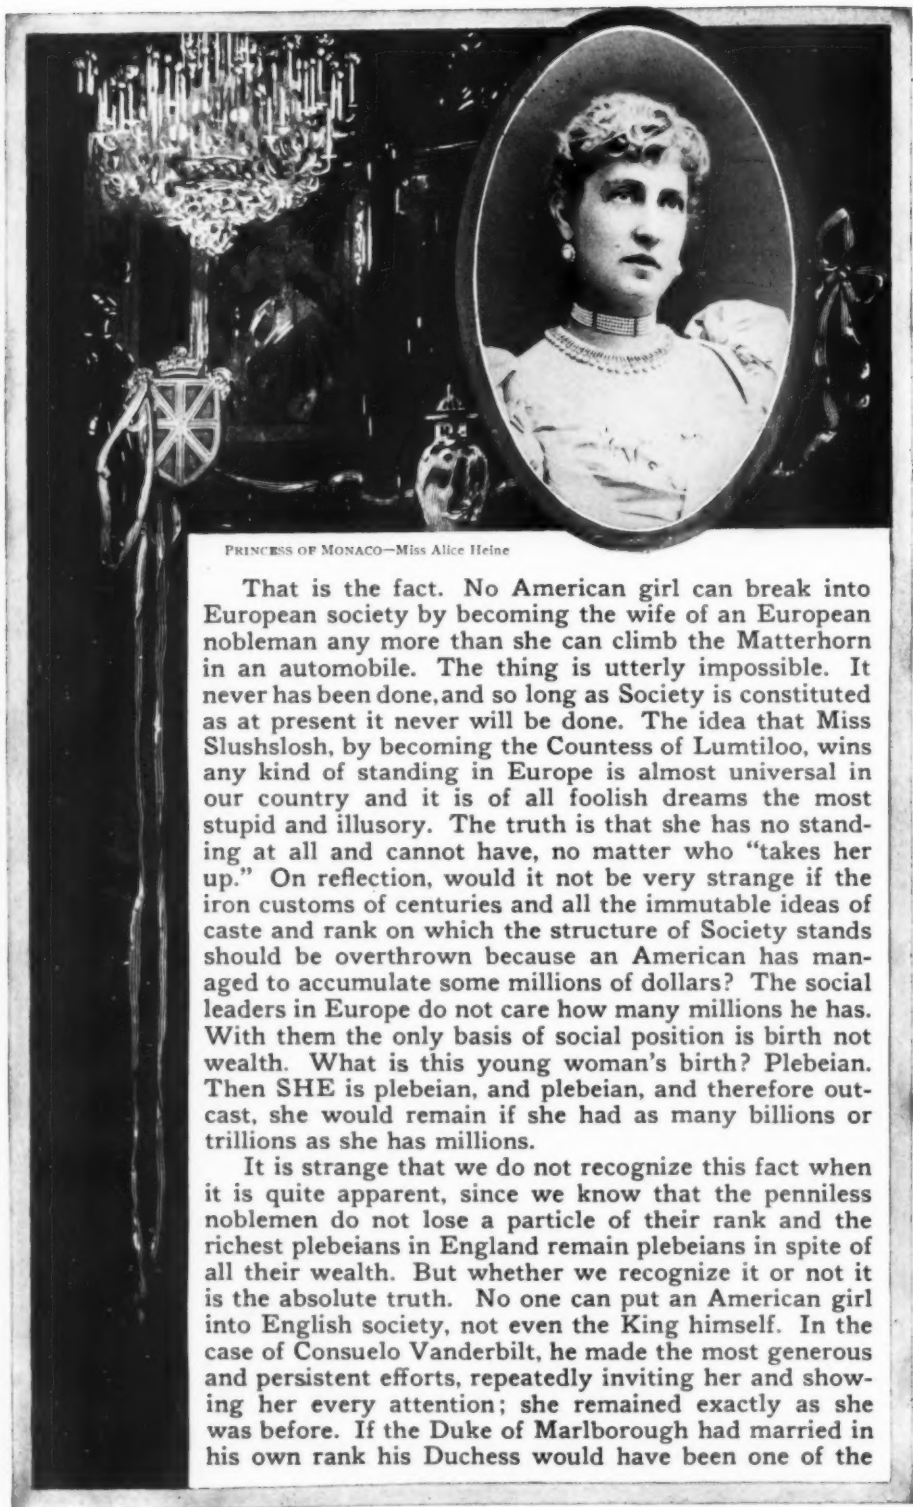 PRINCESS OF MONACO—Miss Alice Heine
That is the fact. No American girl can break into
European society by becoming the wife of an European
nobleman any more than she can climb the Matterhorn
in an automobile. The thing is utterly impossible. It
never has been done, and so long as Society is constituted
as at present it never will be done. The idea that Miss
Slushslosh, by becoming the Countess of Lumtiloo, wins
any kind of standing in Europe is almost universal in
our country and it is of all foolish dreams the most
stupid and illusory. The truth is that she has no stand-
ing at all and cannot have, no matter who "takes her
up." On reflection, would it not be very strange if the
iron customs of centuries and all the immutable ideas of
caste and rank on which the structure of Society stands
should be overthrown because an American has man-
aged to accumulate some millions of dollars? The social
leaders in Europe do not care how many millions he has.
With them the only basis of social position is birth not
wealth. What is this young woman's birth? Plebeian.
Then SHE is plebeian, and plebeian, and therefore out-
cast, she would remain if she had as many billions or
trillions as she has millions.
It is strange that we do not recognize this fact when
it is quite apparent, since we know that the penniless
noblemen do not lose a particle of their rank and the
richest plebeians in England remain plebeians in spite of
all their wealth. But whether we recognize it or not it
is the absolute truth. No one can put an American girl
into English society, not even the King himself. In the
case of Consuelo Vanderbilt, he made the most generous
and persistent efforts, repeatedly inviting her and show-
ing her every attention; she remained exactly as she
was before. If the Duke of Marlborough had married in
his own rank his Duchess would have been one of the